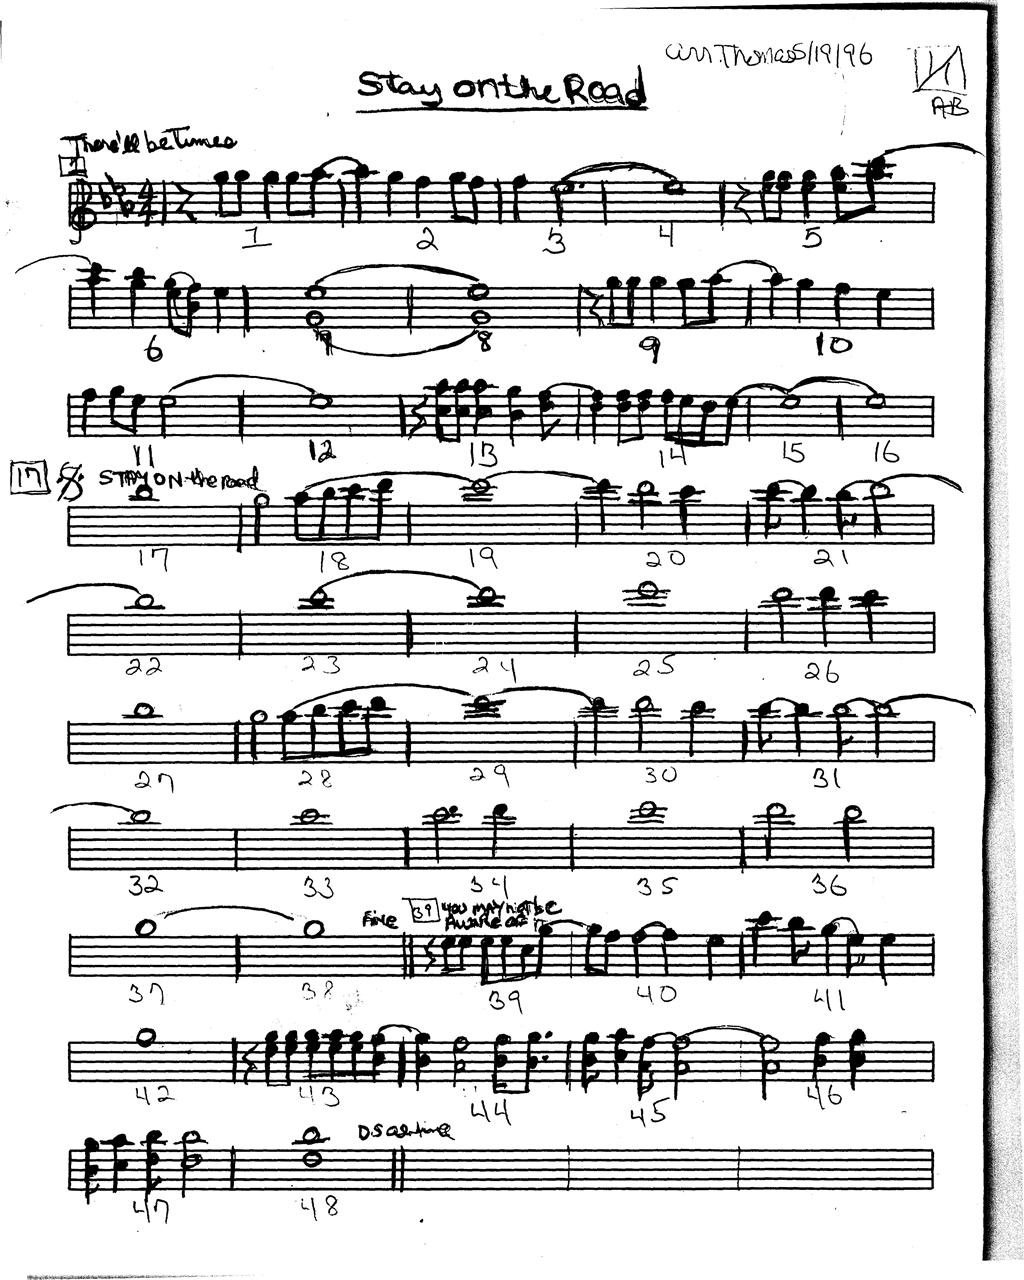 arr. Thomas 5/19/96
Stay on the Road
A+B
There'll be Times
1
1 2 3 4 5
6 7 8 9 10
11 12 13 14 15 16
17 STAY ON the road
17 18 19 20 21
22 23 24 25 26
27 28 29 30 31
32 33 34 35 36
Fine 39 You may not be
Aware of it
37 38 39 40 41
42 43 44 45 46
D.S. al fine
47 48